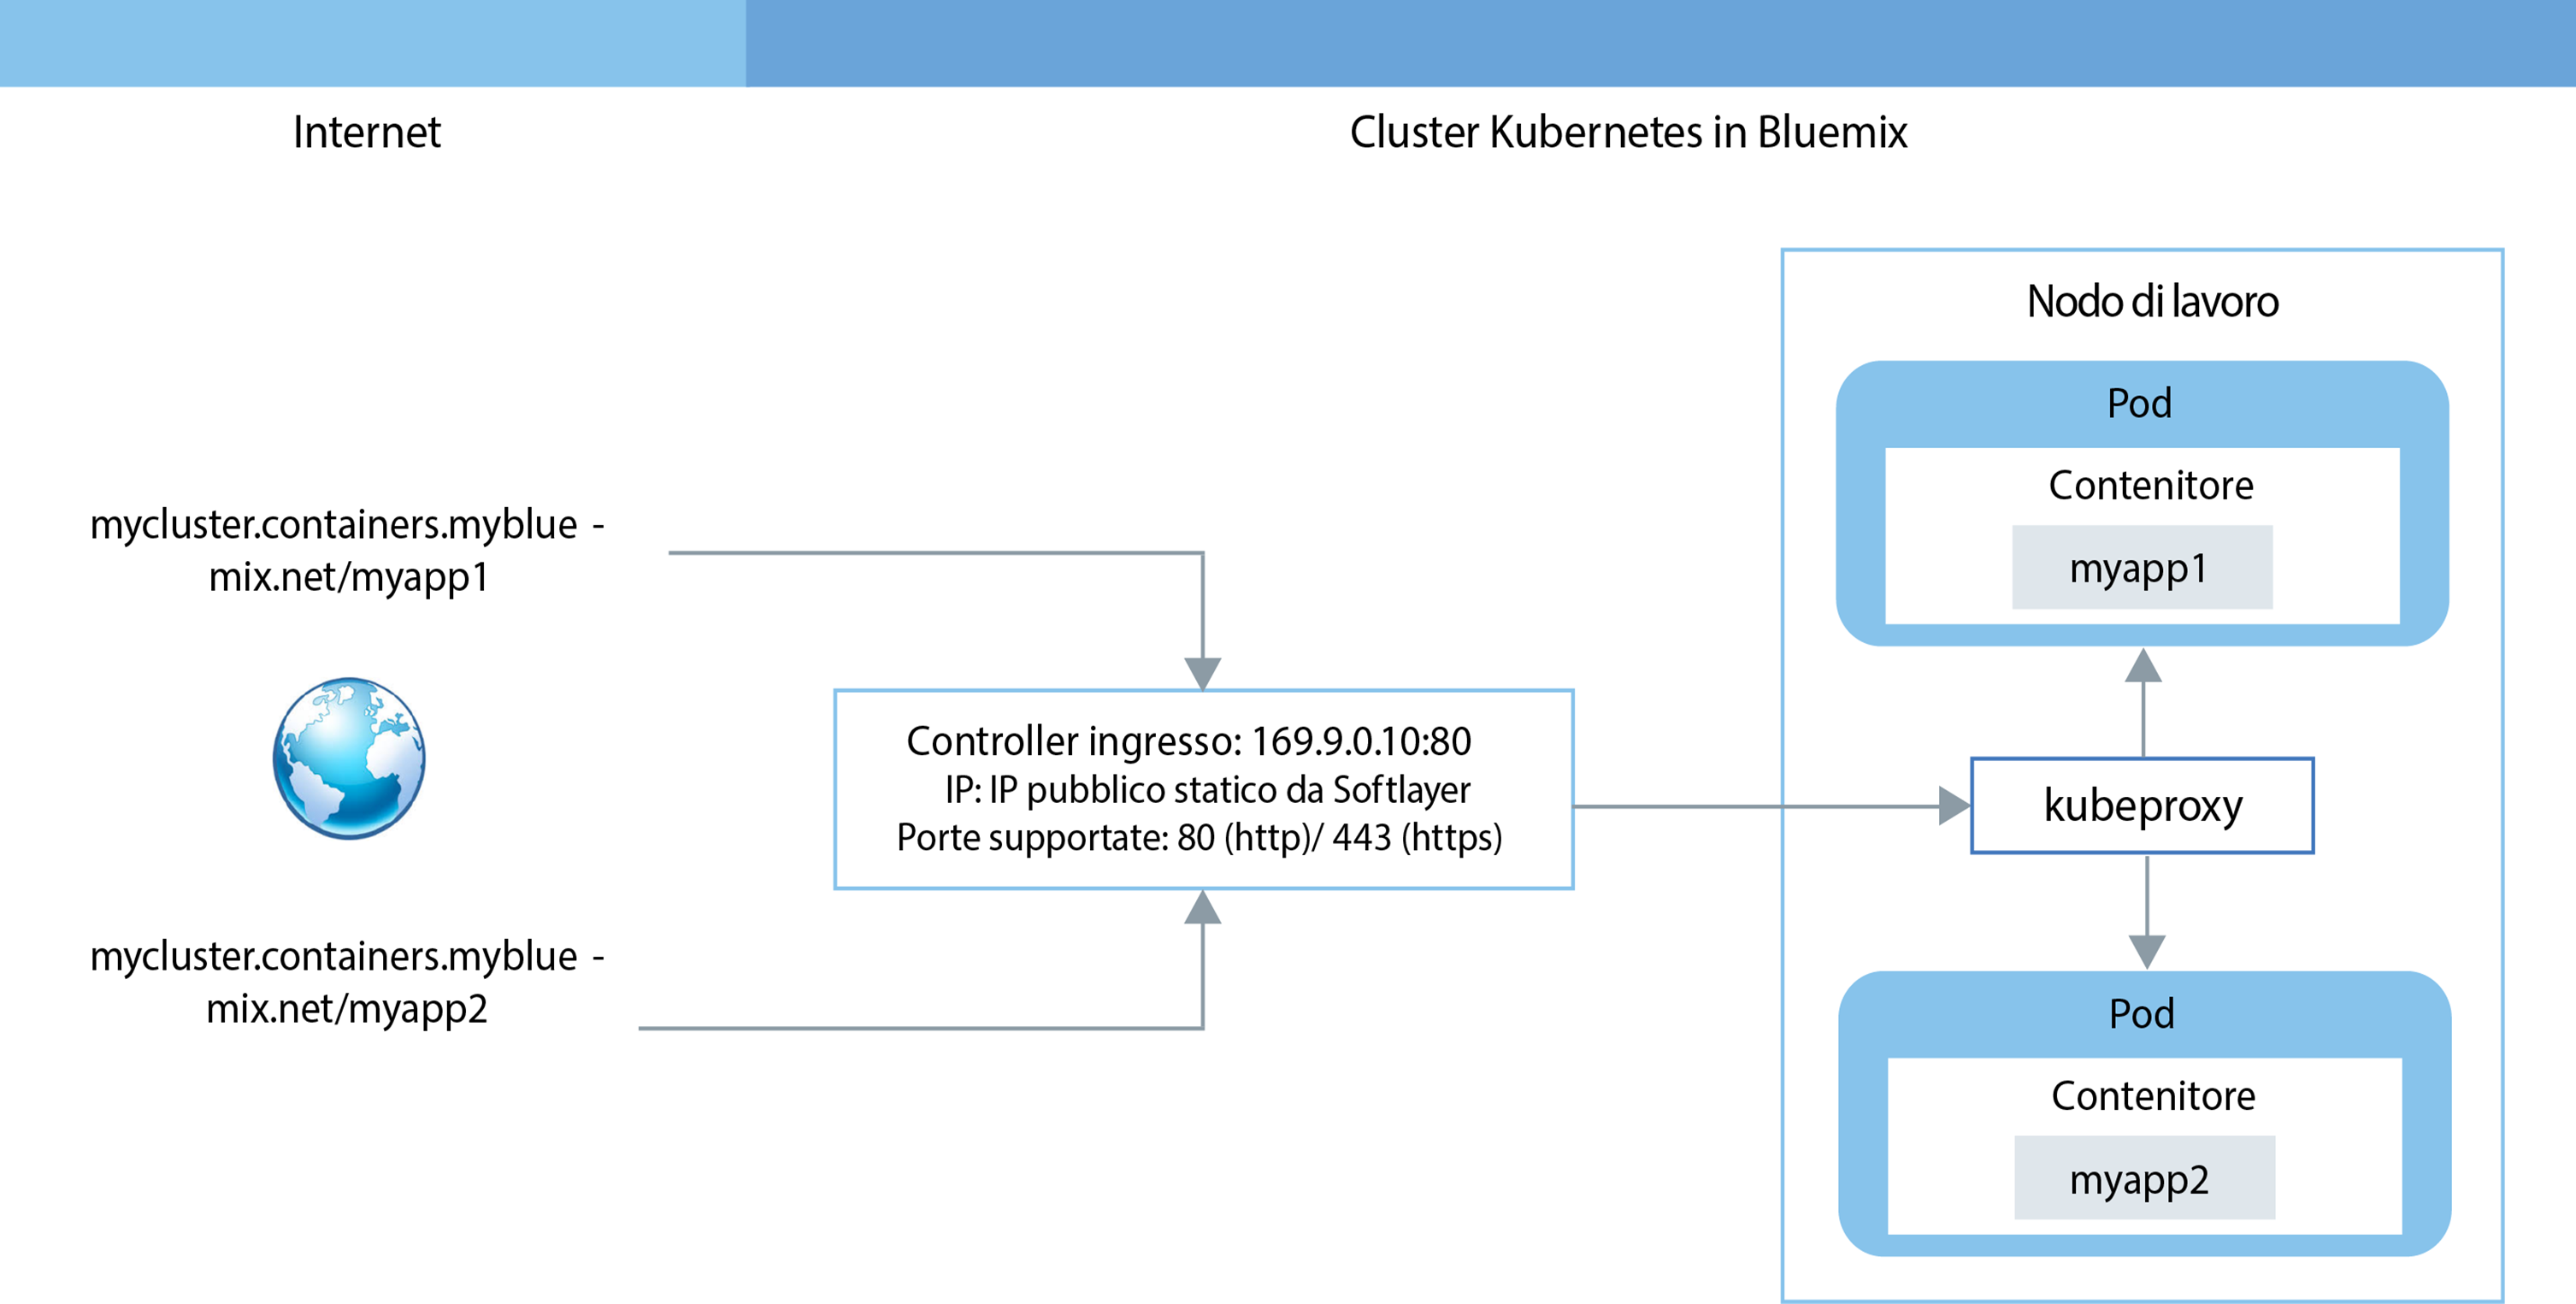 Internet
Cluster Kubernetes in Bluemix
mycluster.containers.myblue -
mix.net/myapp1
mycluster.containers.myblue -
mix.net/myapp2
Controller ingresso: 169.9.0.10:80
IP: IP pubblico statico da Softlayer
Porte supportate: 80 (http)/ 443 (https)
Nodo di lavoro
Pod
Contenitore
myapp1
kubeproxy
Pod
Contenitore
myapp2